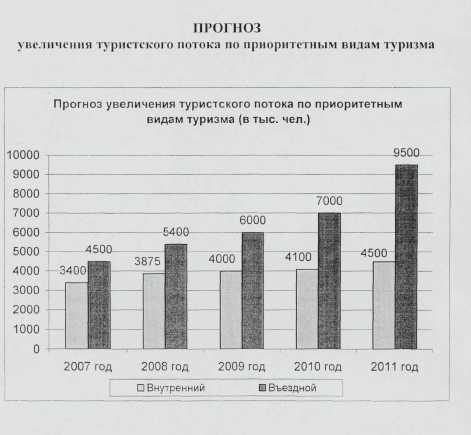 ПРОГНОЗ
увеличения туристского потока по приоритетным видам туризма
Прогноз увеличения туристского потока по приоритетным
видам туризма (в тыс. чел.)
10000
9000
8000
7000
6000
5000
4000
3000
2000
1000
0
3400
4500
3875
5400
4000
6000
4100
7000
4500
9500
2007 год
2008 год
2009 год
2010 год
2011 год
Внутренний
Въездной